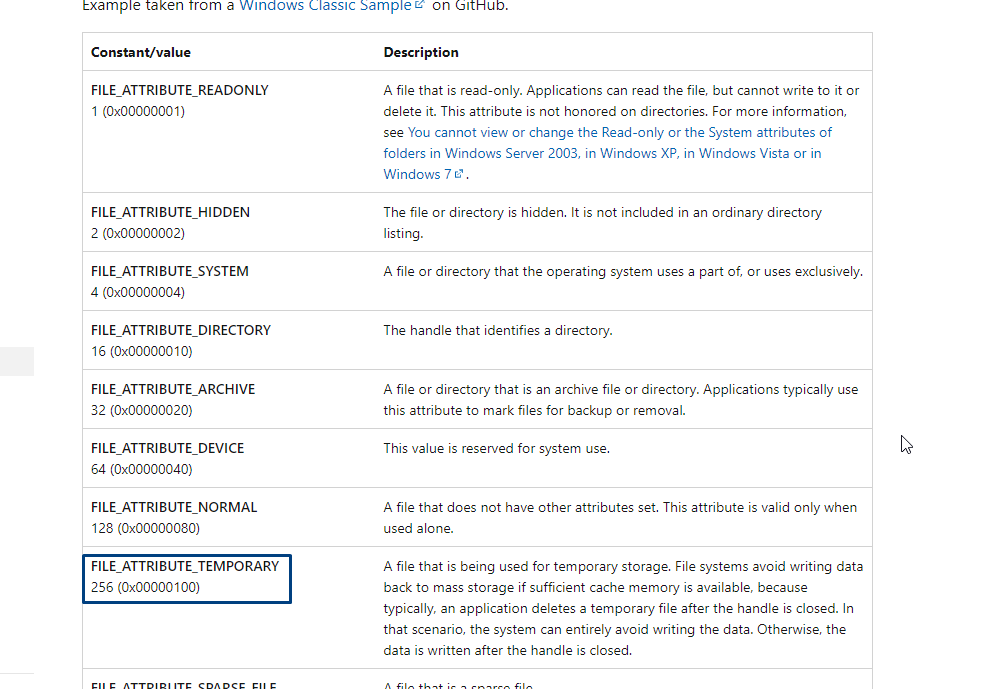 Example taken from a Windows Classic Sample on GitHub.
Constant/value Description
FILE_ATTRIBUTE_READONLY
1 (0x00000001)
A file that is read-only. Applications can read the file, but cannot write to it or
delete it. This attribute is not honored on directories. For more information,
see You cannot view or change the Read-only or the System attributes of
folders in Windows Server 2003, in Windows XP, in Windows Vista or in
Windows 7.
FILE_ATTRIBUTE_HIDDEN
2 (0x00000002)
The file or directory is hidden. It is not included in an ordinary directory
listing.
FILE_ATTRIBUTE_SYSTEM
4 (0x00000004)
A file or directory that the operating system uses a part of, or uses exclusively.
FILE_ATTRIBUTE_DIRECTORY
16 (0x00000010)
The handle that identifies a directory.
FILE_ATTRIBUTE_ARCHIVE
32 (0x00000020)
A file or directory that is an archive file or directory. Applications typically use
this attribute to mark files for backup or removal.
FILE_ATTRIBUTE_DEVICE
64 (0x00000040)
This value is reserved for system use.
FILE_ATTRIBUTE_NORMAL
128 (0x00000080)
A file that does not have other attributes set. This attribute is valid only when
used alone.
FILE_ATTRIBUTE_TEMPORARY
256 (0x00000100)
A file that is being used for temporary storage. File systems avoid writing data
back to mass storage if sufficient cache memory is available, because
typically, an application deletes a temporary file after the handle is closed. In
that scenario, the system can entirely avoid writing the data. Otherwise, the
data is written after the handle is closed.
FILE_ATTRIBUTE_SPARSE_FILE
A file that is a sparse file.